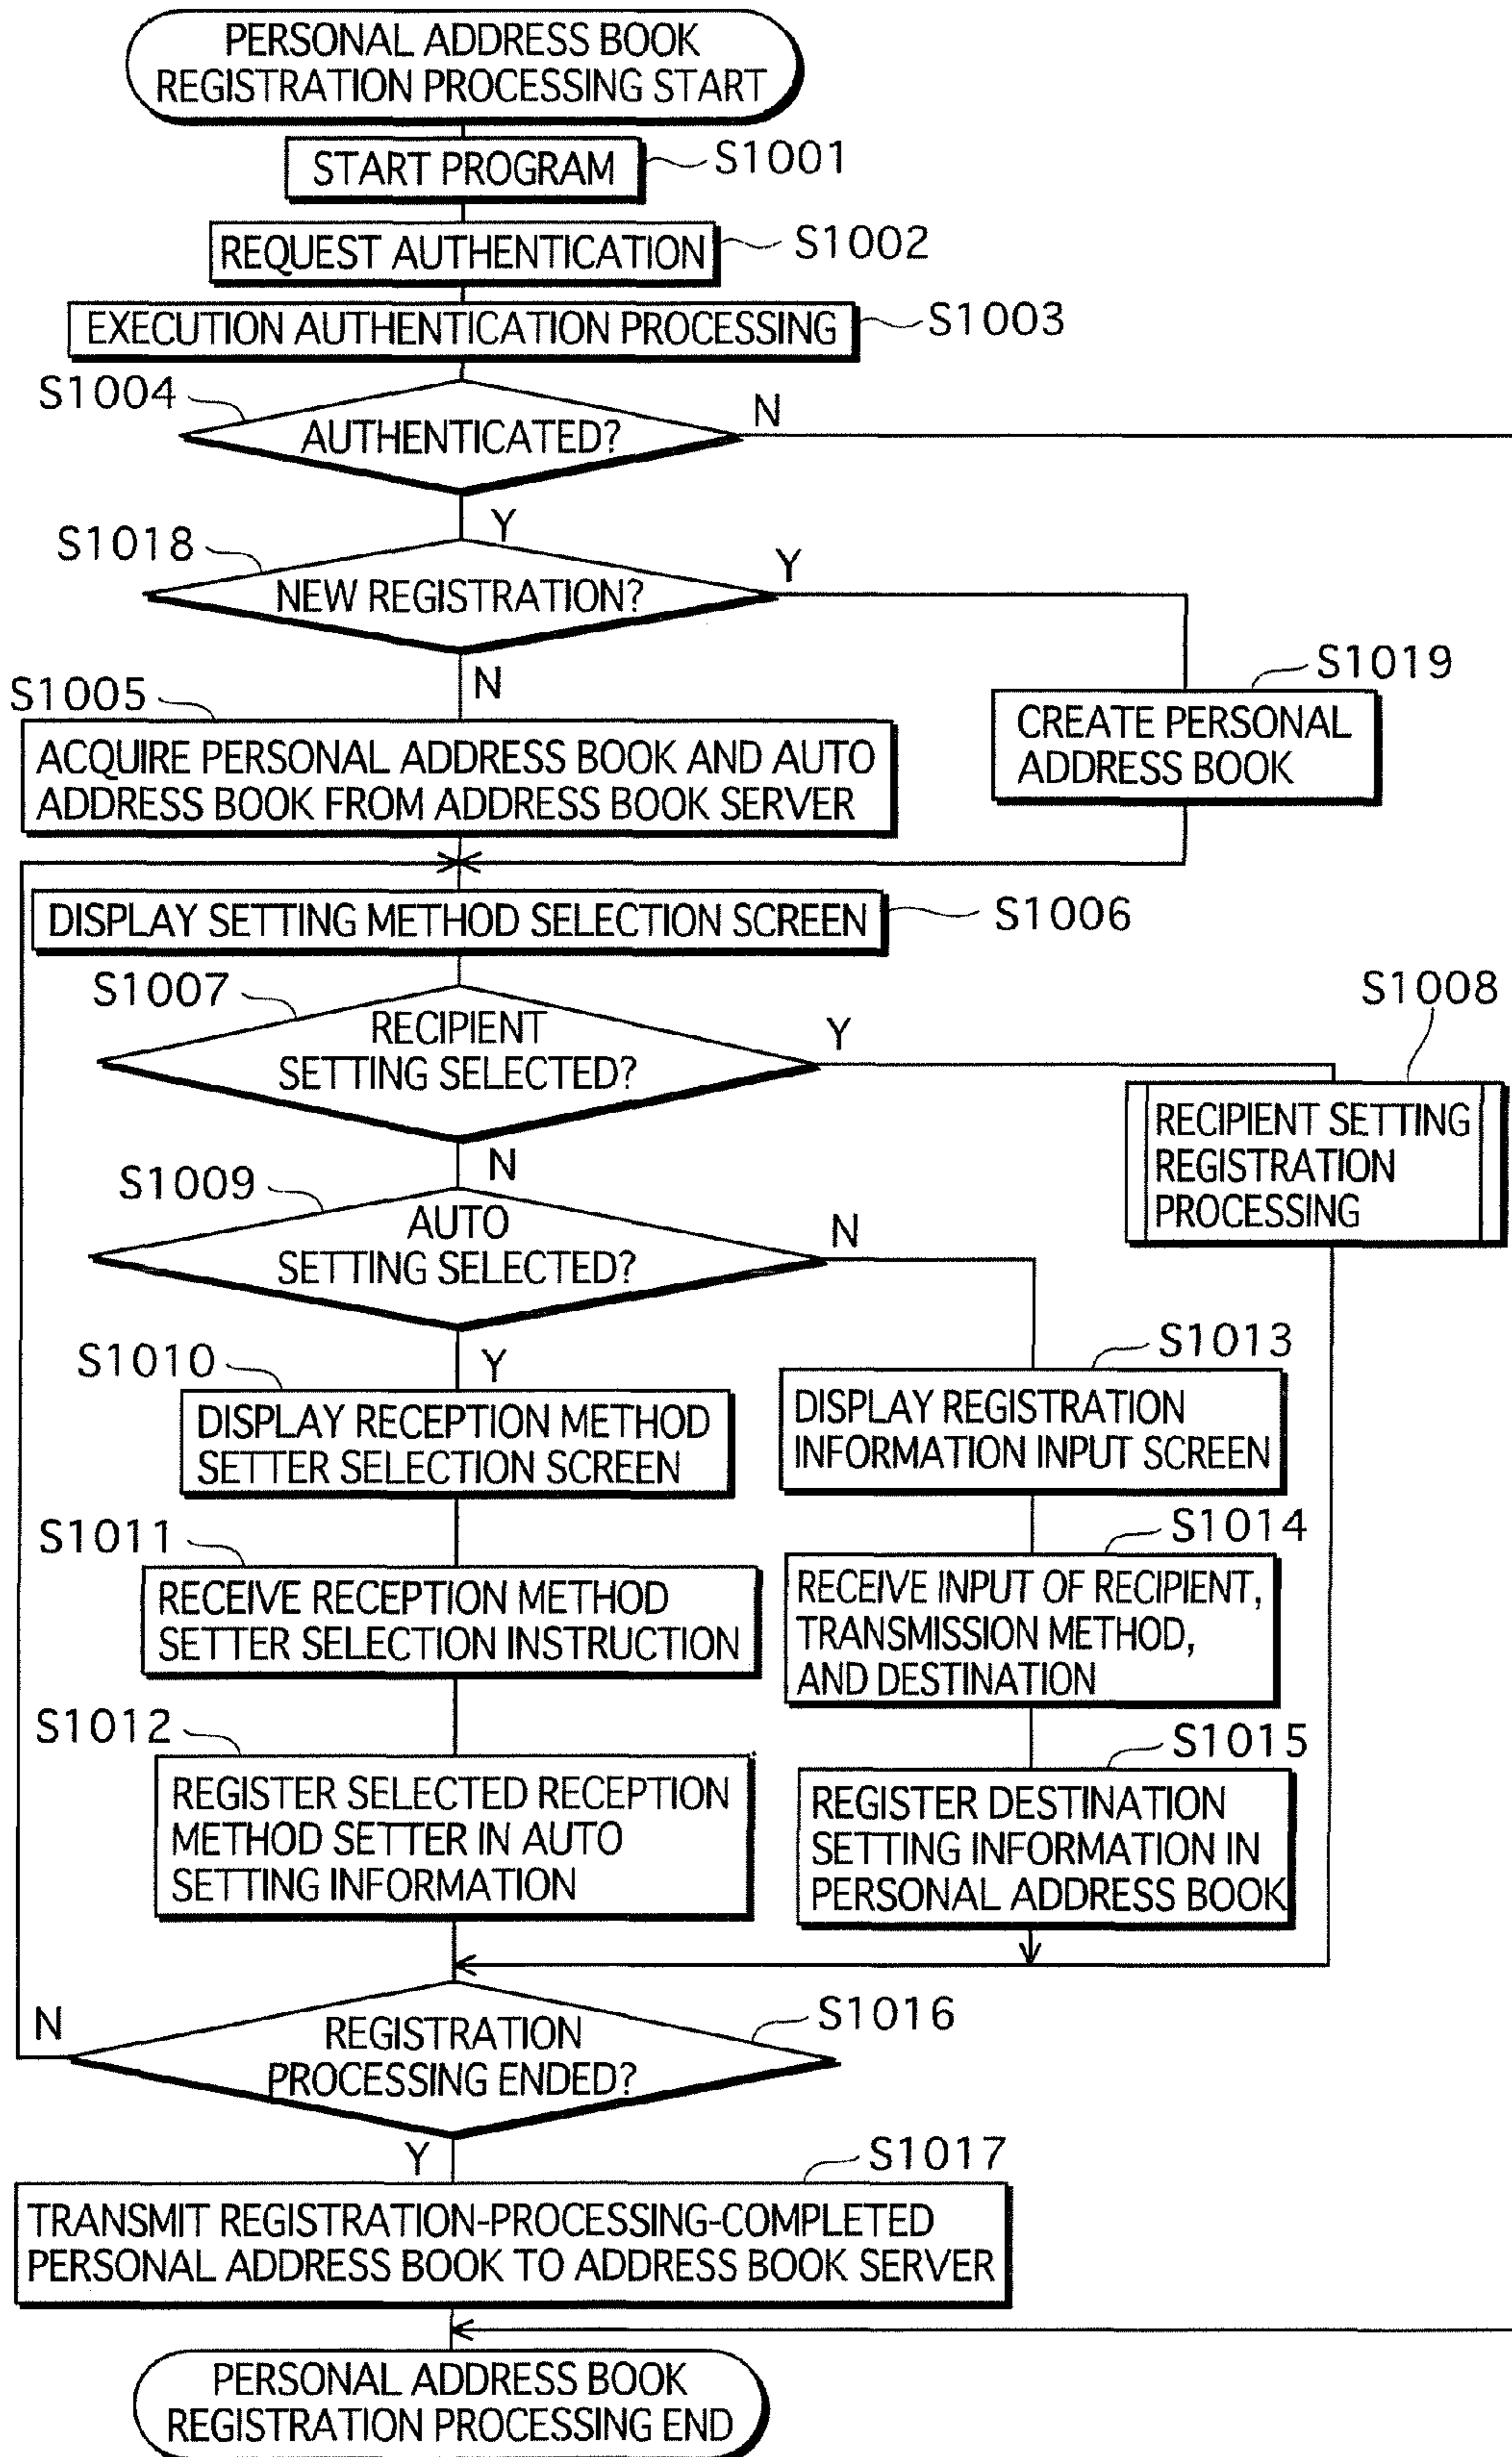 PERSONAL ADDRESS BOOK
REGISTRATION PROCESSING START
START PROGRAM
S1001
REQUEST AUTHENTICATION
S1002
EXECUTION AUTHENTICATION PROCESSING
S1003
S1004
AUTHENTICATED?
N
Y
S1018
NEW REGISTRATION?
Y
N
S1005
ACQUIRE PERSONAL ADDRESS BOOK AND AUTO
ADDRESS BOOK FROM ADDRESS BOOK SERVER
S1019
CREATE PERSONAL
ADDRESS BOOK
DISPLAY SETTING METHOD SELECTION SCREEN
S1006
S1007
RECIPIENT
SETTING SELECTED?
Y
N
S1008
RECIPIENT SETTING
REGISTRATION
PROCESSING
S1009
AUTO
SETTING SELECTED?
N
Y
S1010
DISPLAY RECEPTION METHOD
SETTER SELECTION SCREEN
S1011
RECEIVE RECEPTION METHOD
SETTER SELECTION INSTRUCTION
S1012
REGISTER SELECTED RECEPTION
METHOD SETTER IN AUTO
SETTING INFORMATION
S1013
DISPLAY REGISTRATION
INFORMATION INPUT SCREEN
S1014
RECEIVE INPUT OF RECIPIENT,
TRANSMISSION METHOD,
AND DESTINATION
S1015
REGISTER DESTINATION
SETTING INFORMATION IN
PERSONAL ADDRESS BOOK
N
REGISTRATION
PROCESSING ENDED?
S1016
Y
S1017
TRANSMIT REGISTRATION-PROCESSING-COMPLETED
PERSONAL ADDRESS BOOK TO ADDRESS BOOK SERVER
PERSONAL ADDRESS BOOK
REGISTRATION PROCESSING END